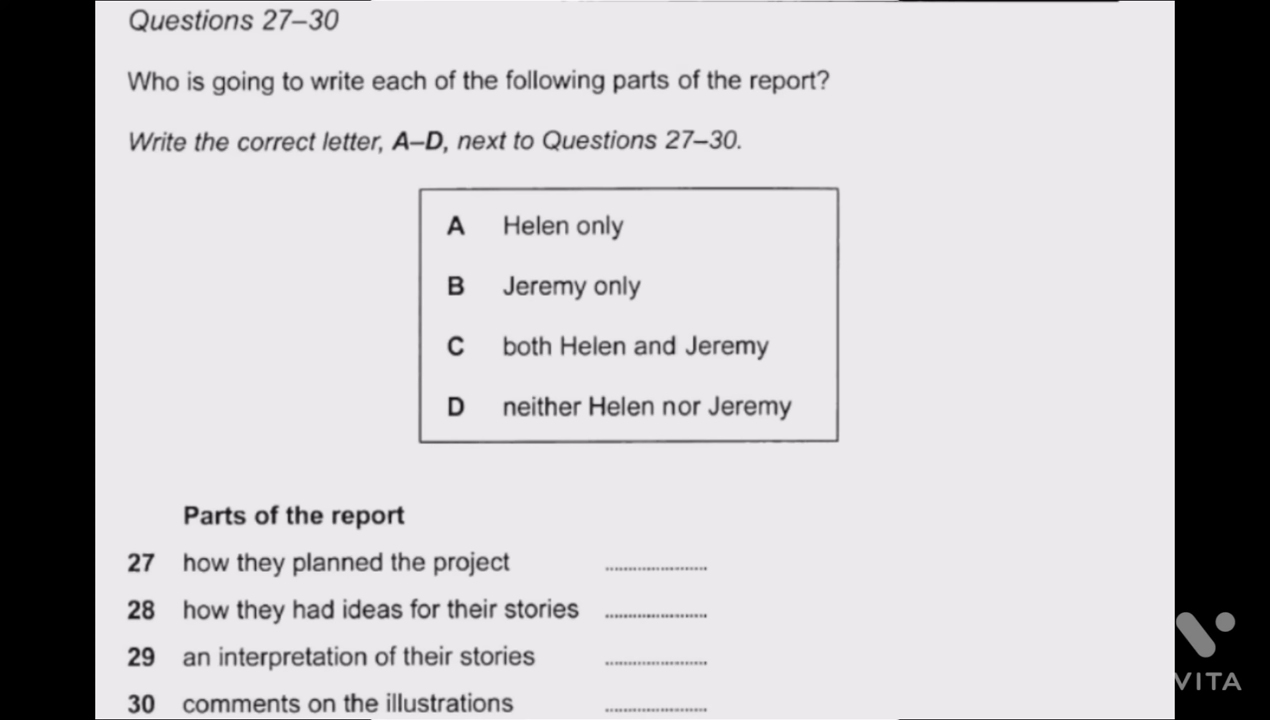 Questions 27–30
Who is going to write each of the following parts of the report?
Write the correct letter, A–D, next to Questions 27–30.
A Helen only
B Jeremy only
C both Helen and Jeremy
D neither Helen nor Jeremy
Parts of the report
27 how they planned the project ....................
28 how they had ideas for their stories ....................
29 an interpretation of their stories ....................
30 comments on the illustrations ....................
VITA